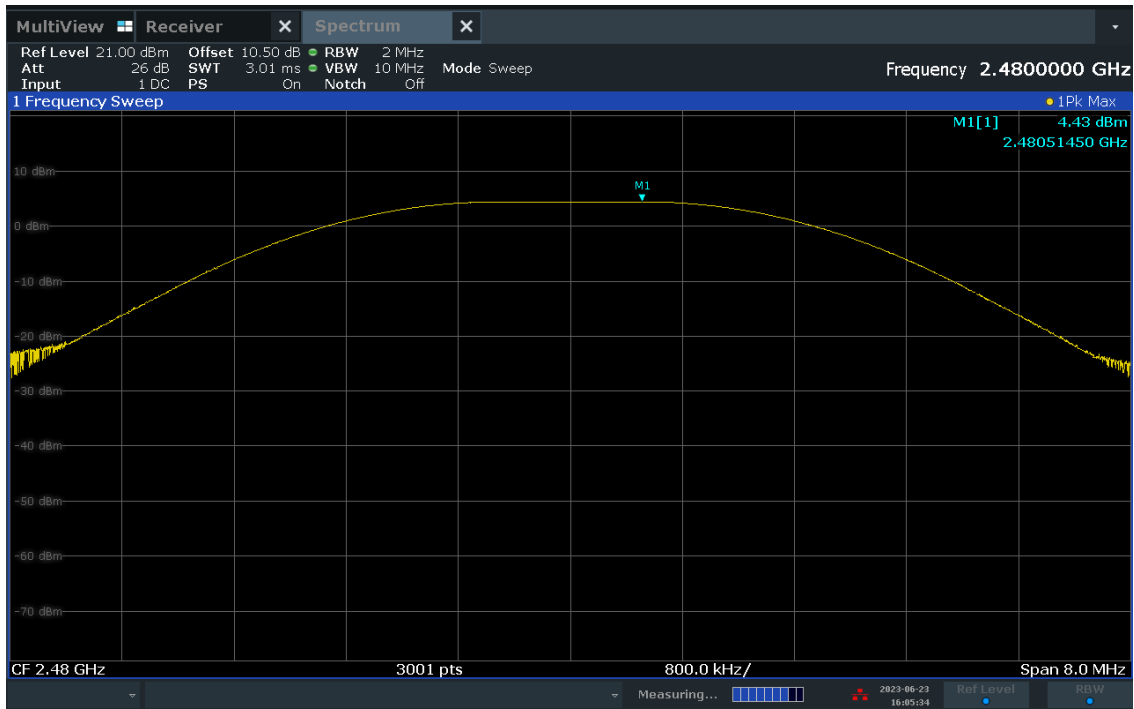 MultiView Receiver X Spectrum X
Ref Level 21.00 dBm Offset 10.50 dB RBW 2 MHz
Att 26 dB SWT 3.01 ms VBW 10 MHz Mode Sweep Frequency 2.4800000 GHz
Input 1 DC PS On Notch Off
1 Frequency Sweep 1Pk Max
M1[1] 4.43 dBm
2.48051450 GHz
10 dBm
M1
0 dBm
-10 dBm
-20 dBm
-30 dBm
-40 dBm
-50 dBm
-60 dBm
-70 dBm
CF 2.48 GHz 3001 pts 800.0 kHz/ Span 8.0 MHz
Measuring... 2023-06-23 Ref Level RBW
16:05:34